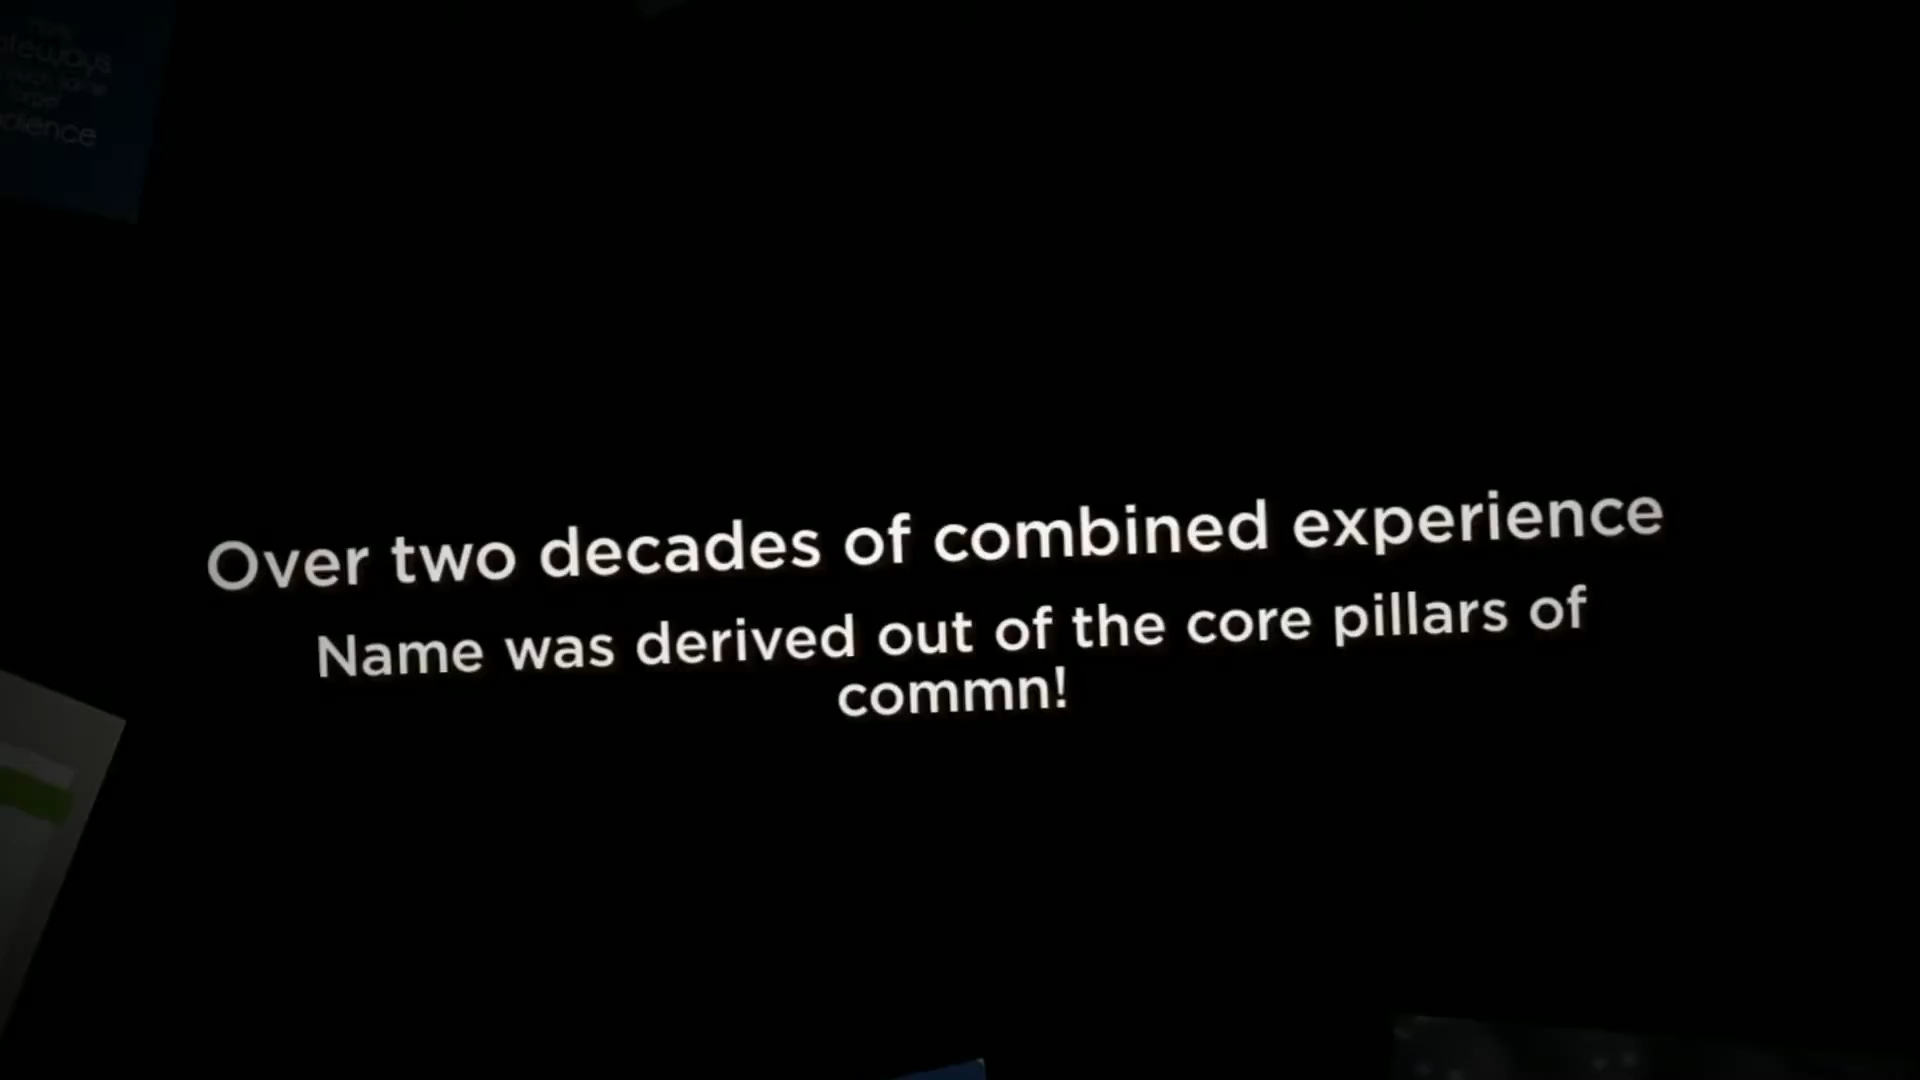 Over two decades of combined experience
Name was derived out of the core pillars of
commn!